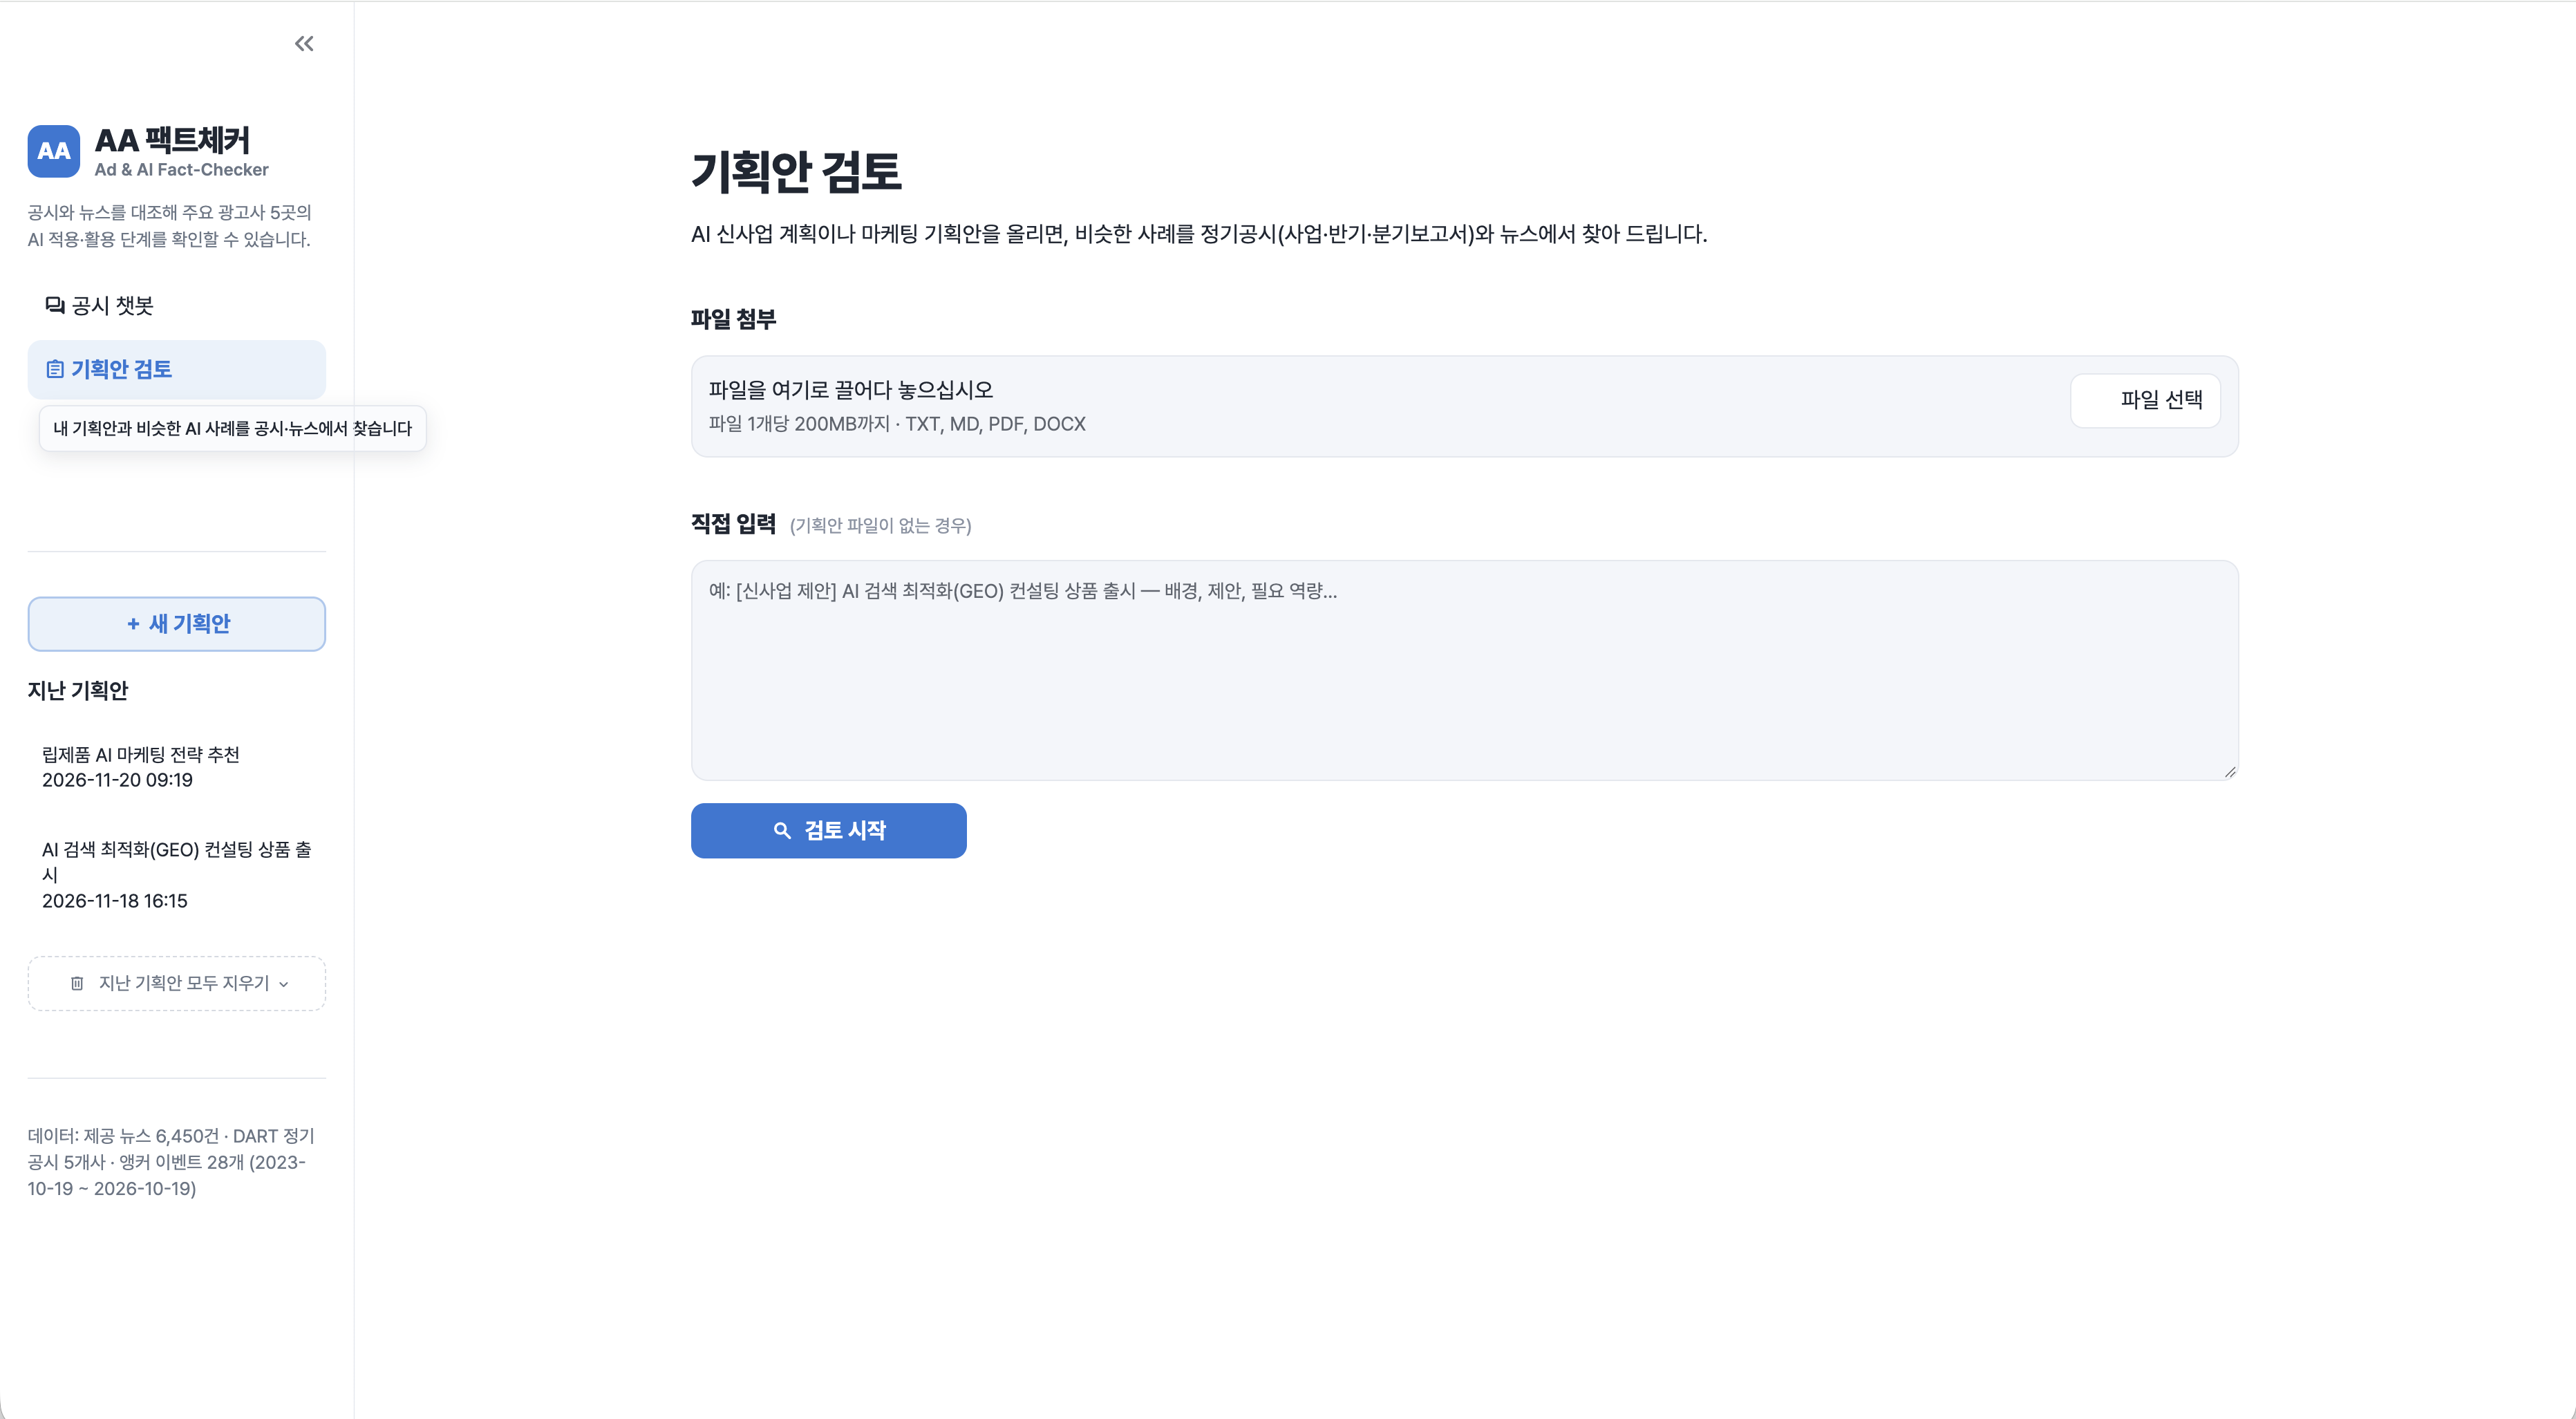 AA
AA 팩트체커
Ad & AI Fact-Checker
공시와 뉴스를 대조해 주요 광고사 5곳의
AI 적용·활용 단계를 확인할 수 있습니다.
공시 챗봇
기획안 검토
내 기획안과 비슷한 AI 사례를 공시·뉴스에서 찾습니다
+ 새 기획안
지난 기획안
립제품 AI 마케팅 전략 추천
2026-11-20 09:19
AI 검색 최적화(GEO) 컨설팅 상품 출
시
2026-11-18 16:15
지난 기획안 모두 지우기
데이터: 제공 뉴스 6,450건 · DART 정기
공시 5개사 · 앵커 이벤트 28개 (2023-
10-19 ~ 2026-10-19)
기획안 검토
AI 신사업 계획이나 마케팅 기획안을 올리면, 비슷한 사례를 정기공시(사업·반기·분기보고서)와 뉴스에서 찾아 드립니다.
파일 첨부
파일을 여기로 끌어다 놓으십시오
파일 1개당 200MB까지 · TXT, MD, PDF, DOCX
파일 선택
직접 입력 (기획안 파일이 없는 경우)
예: [신사업 제안] AI 검색 최적화(GEO) 컨설팅 상품 출시 — 배경, 제안, 필요 역량...
검토 시작